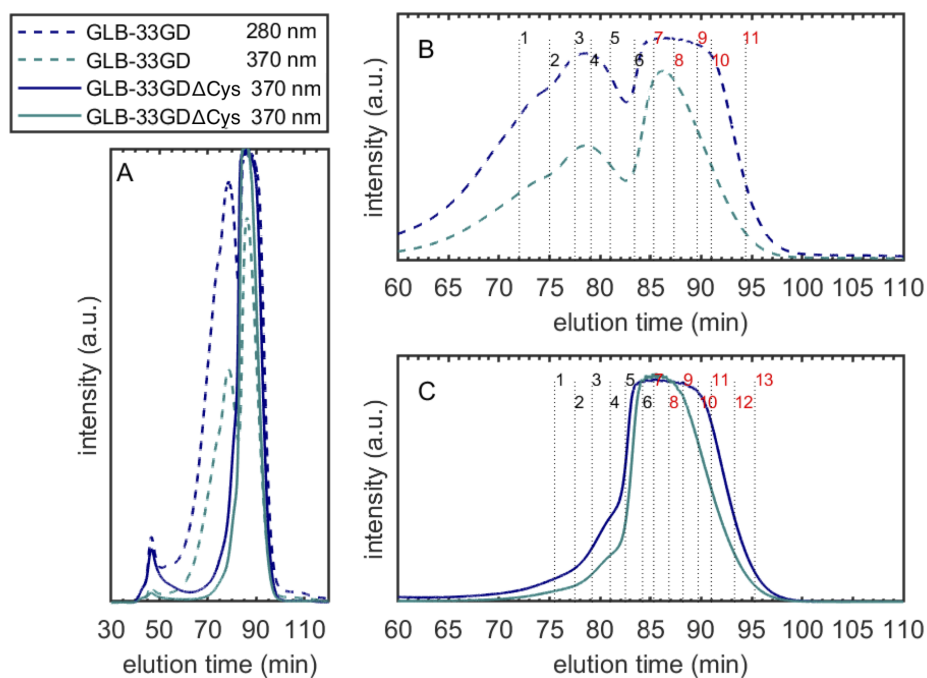 GLB-33GD 280 nm
GLB-33GD 370 nm
GLB-33GDΔCys 370 nm
GLB-33GDΔCys 370 nm
A
intensity (a.u.)
30 50 70 90 110
elution time (min)
B
1 3 5 7 9 11
2 4 6 8 10
intensity (a.u.)
60 65 70 75 80 85 90 95 100 105 110
elution time (min)
C
1 3 5 7 9 11 13
2 4 6 8 10 12
intensity (a.u.)
60 65 70 75 80 85 90 95 100 105 110
elution time (min)